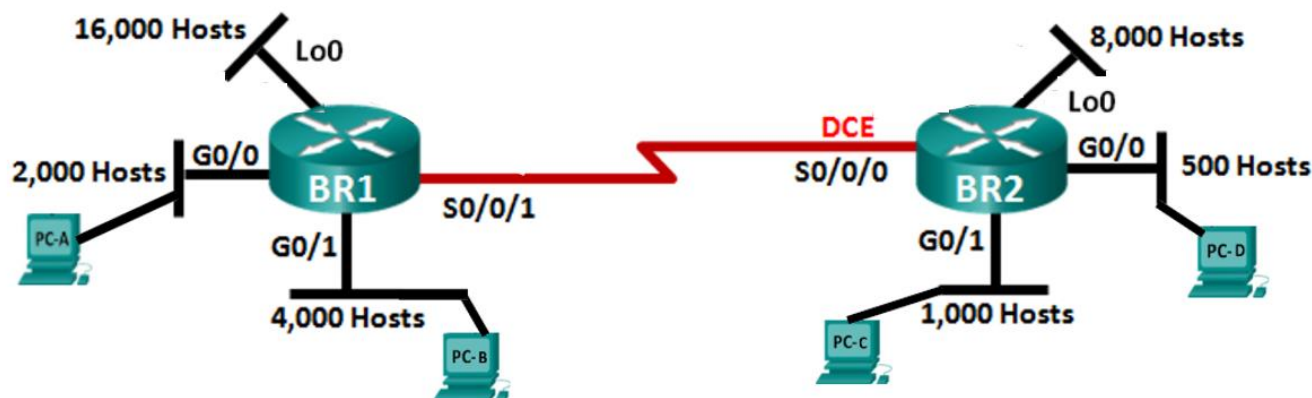 16,000 Hosts
Lo0
8,000 Hosts
Lo0
DCE
2,000 Hosts
G0/0
BR1
S0/0/1
S0/0/0
BR2
G0/0
500 Hosts
PC-A
G0/1
G0/1
PC-D
4,000 Hosts
1,000 Hosts
PC-B
PC-C